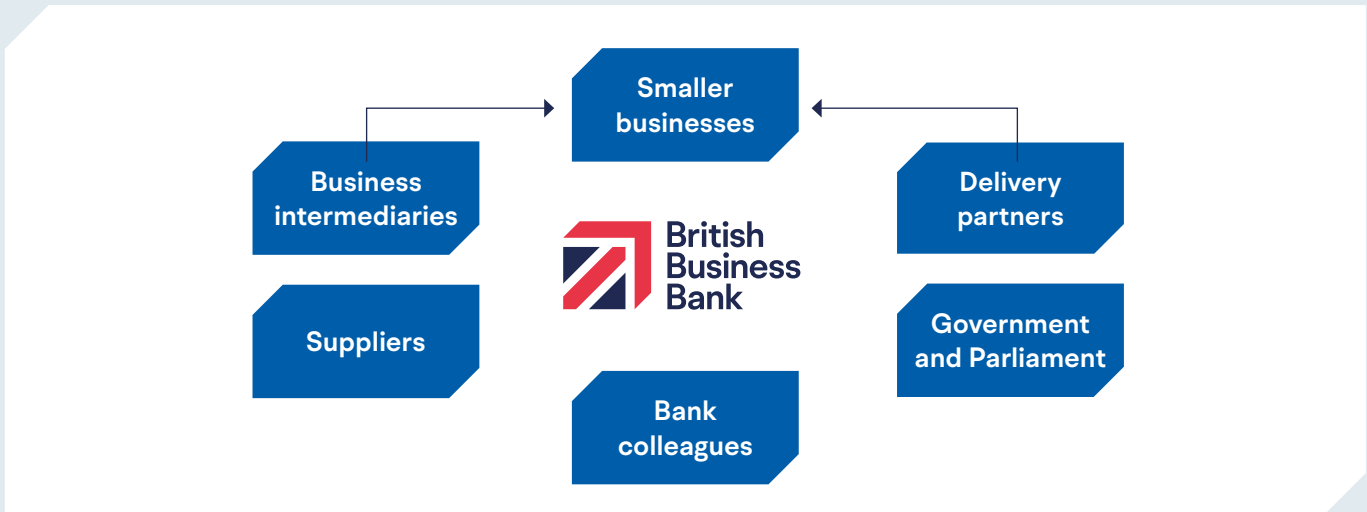 Smaller
businesses
Business
intermediaries
Delivery
partners
British
Business
Bank
Suppliers
Government
and Parliament
Bank
colleagues